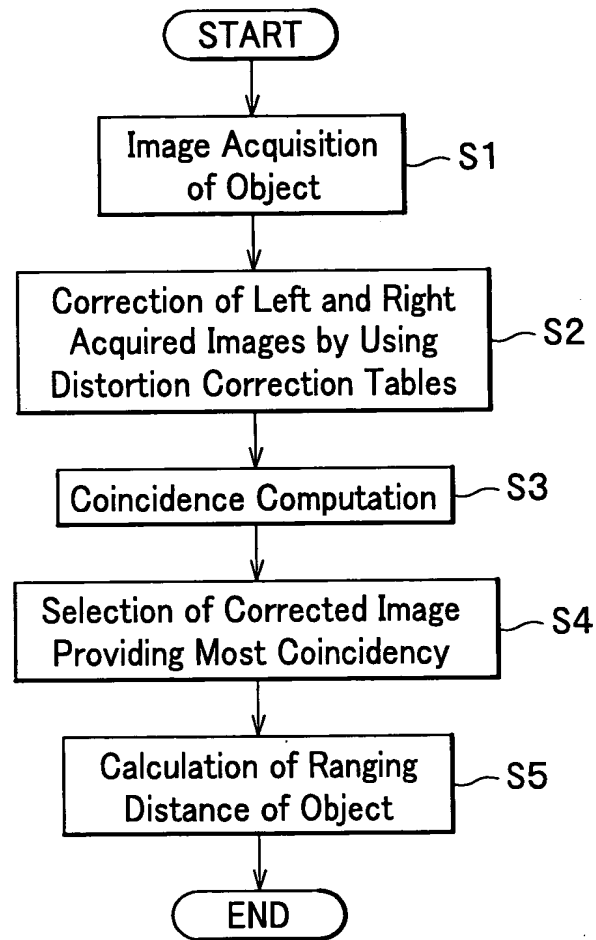 START
Image Acquisition
of Object
S1
Correction of Left and Right
Acquired Images by Using
Distortion Correction Tables
S2
Coincidence Computation
S3
Selection of Corrected Image
Providing Most Coincidency
S4
Calculation of Ranging
Distance of Object
S5
END